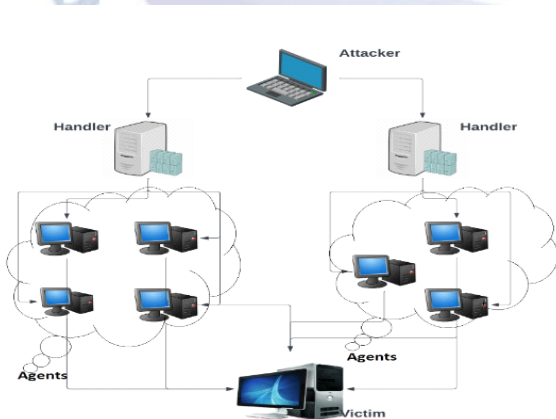 Attacker
Handler
Handler
Agents
Agents
Victim